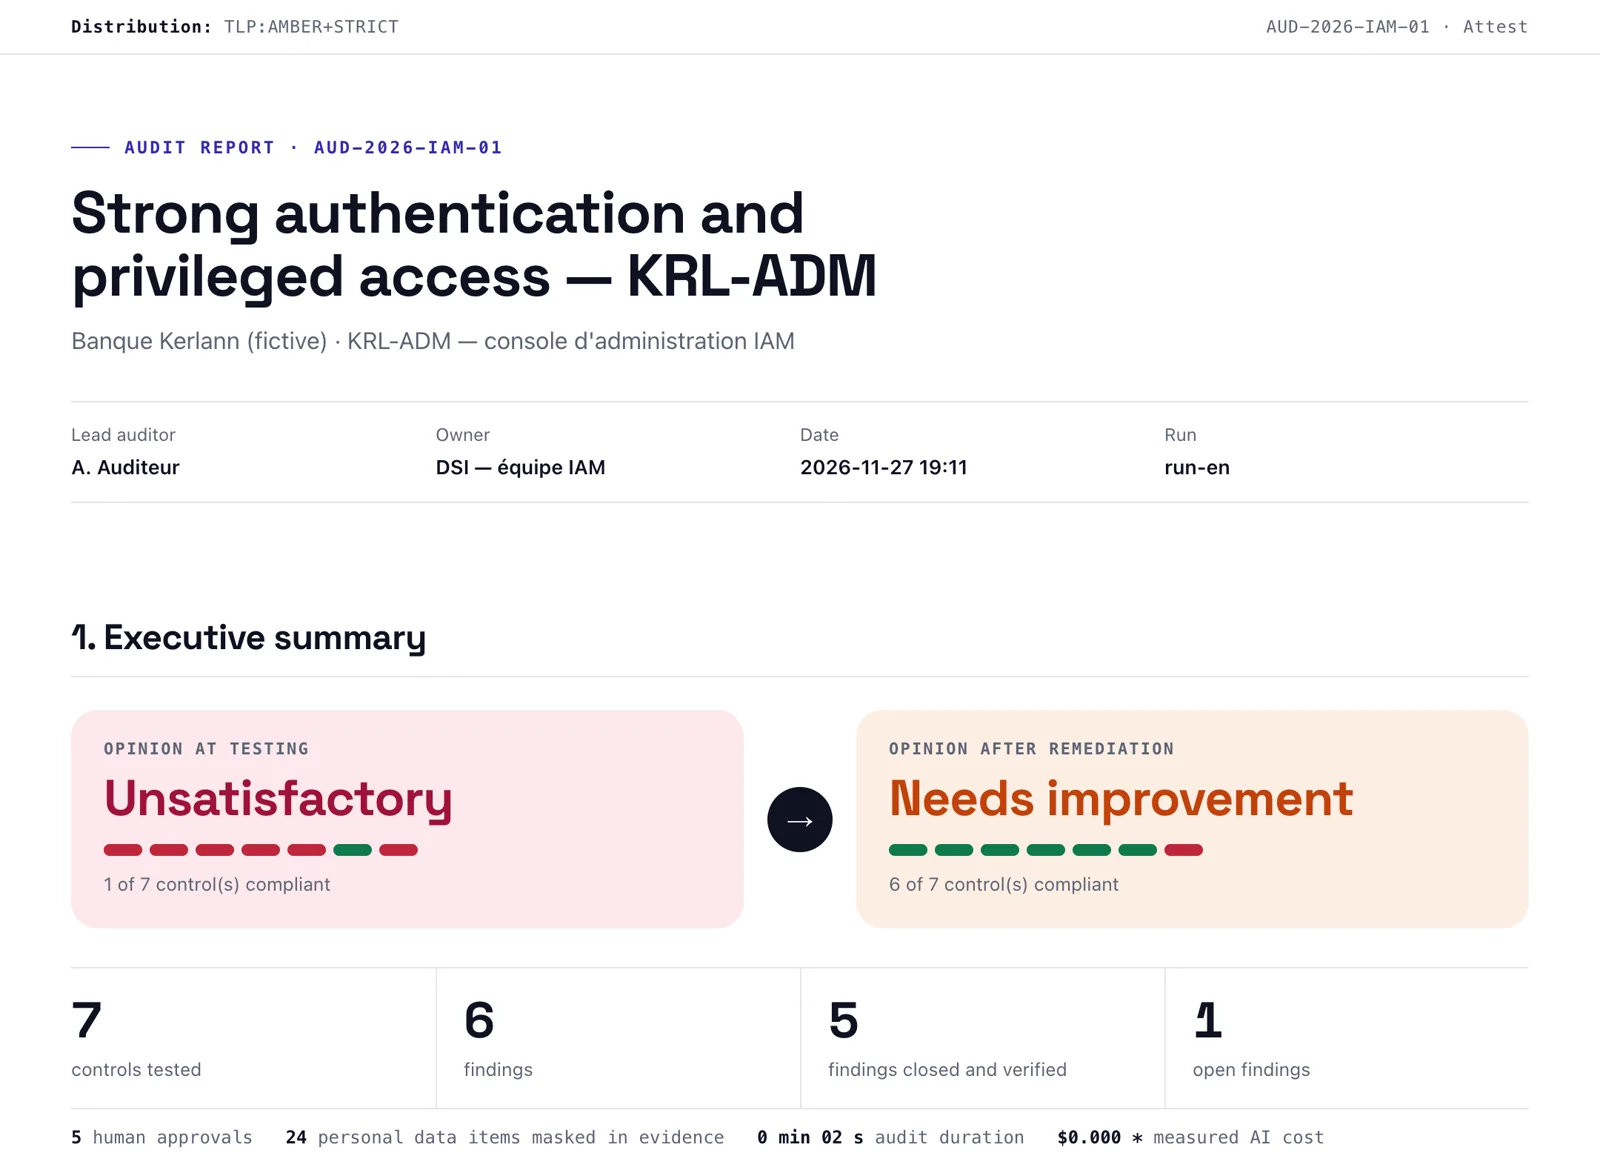 Distribution: TLP:AMBER+STRICT
AUD-2026-IAM-01 · Attest
AUDIT REPORT · AUD-2026-IAM-01
Strong authentication and
privileged access — KRL-ADM
Banque Kerlann (fictive) · KRL-ADM — console d'administration IAM
Lead auditor
A. Auditeur
Owner
DSI — équipe IAM
Date
2026-11-27 19:11
Run
run-en
1. Executive summary
OPINION AT TESTING
Unsatisfactory
1 of 7 control(s) compliant
→
OPINION AFTER REMEDIATION
Needs improvement
6 of 7 control(s) compliant
7
controls tested
6
findings
5
findings closed and verified
1
open findings
5 human approvals 24 personal data items masked in evidence 0 min 02 s audit duration $0.000 * measured AI cost